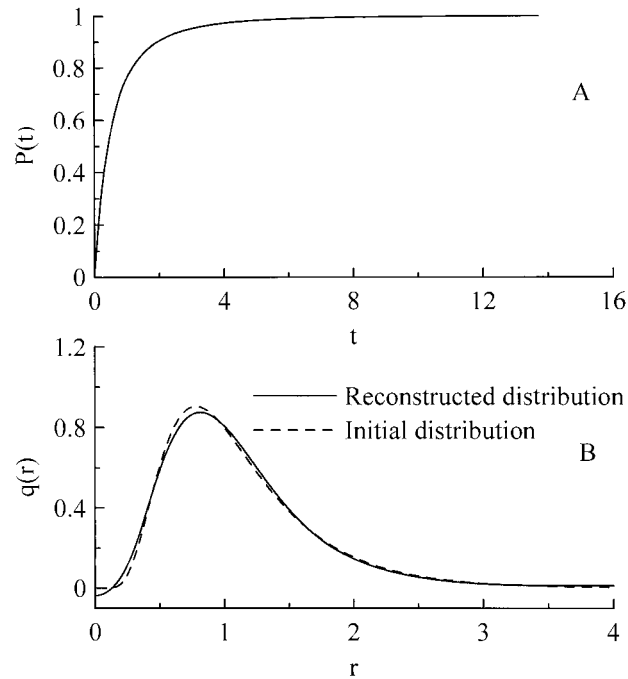 1
0.8
0.6
0.4
0.2
0
P(t)
A
0 4 8 12 16
t
1.2
0.8
0.4
0
q(r)
Reconstructed distribution
Initial distribution
B
0 1 2 3 4
r